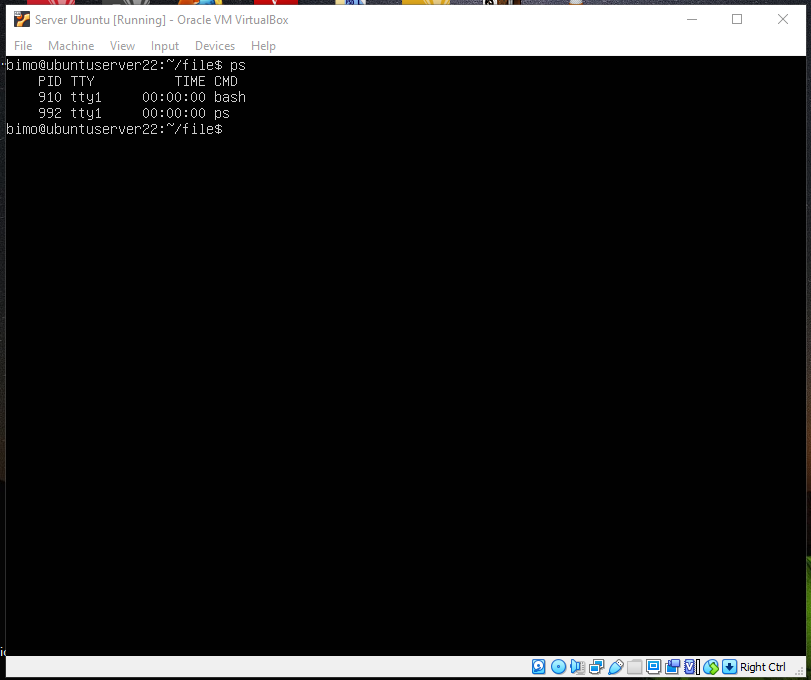 Server Ubuntu [Running] - Oracle VM VirtualBox
File Machine View Input Devices Help
bimo@ubuntuserver22:~/file$ ps
    PID TTY          TIME CMD
    910 tty1     00:00:00 bash
    992 tty1     00:00:00 ps
bimo@ubuntuserver22:~/file$
Right Ctrl